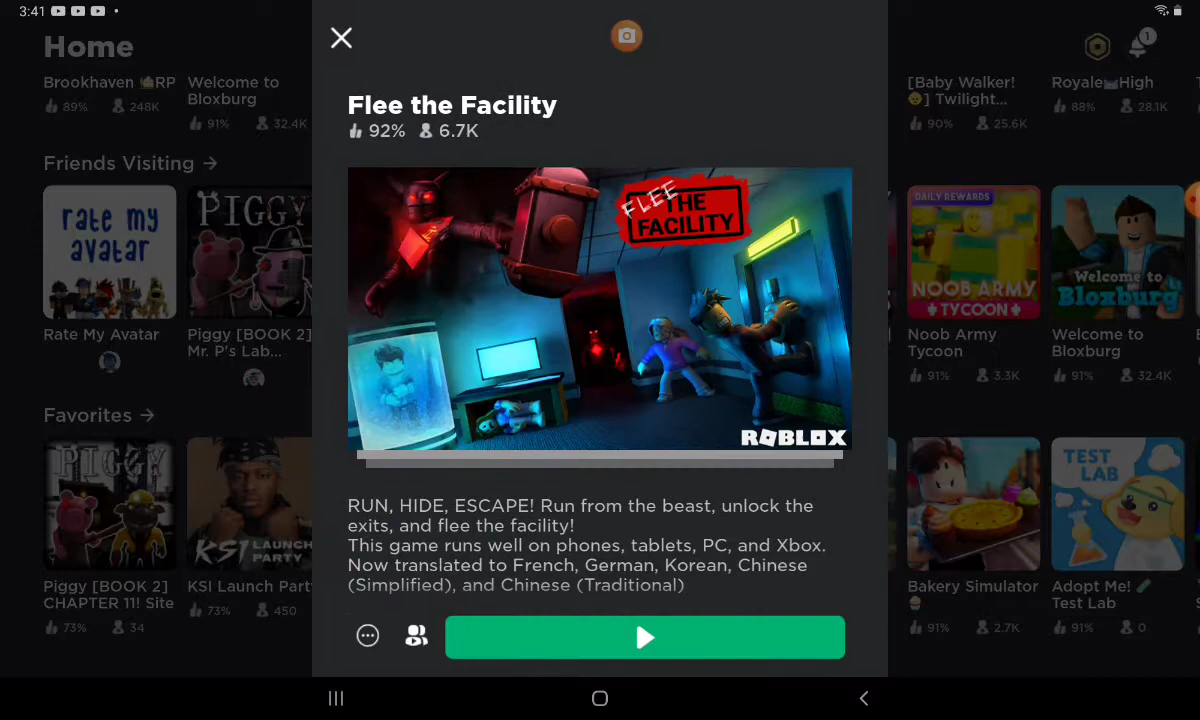 3:41
Home
1
Brookhaven RP
89% 248K
Welcome to
Bloxburg
91% 32.4K
[Baby Walker!
] Twilight...
90% 25.6K
Royale High
88% 28.1K
Friends Visiting →
rate my
avatar
Rate My Avatar
PIGGY
Piggy [BOOK 2]
Mr. P's Lab...
DAILY REWARDS
NOOB ARMY
TYCOON
Noob Army
Tycoon
91% 3.3K
Welcome to
Bloxburg
Welcome to
Bloxburg
91% 32.4K
Favorites →
PIGGY
Piggy [BOOK 2]
CHAPTER 11! Site
73% 34
KSI LAUNCH
PARTY
KSI Launch Part
73% 450
Bakery Simulator
91% 2.7K
TEST
LAB
Adopt Me!
Test Lab
91% 0
Flee the Facility
92% 6.7K
FLEE
THE
FACILITY
ROBLOX
RUN, HIDE, ESCAPE! Run from the beast, unlock the
exits, and flee the facility!
This game runs well on phones, tablets, PC, and Xbox.
Now translated to French, German, Korean, Chinese
(Simplified), and Chinese (Traditional)